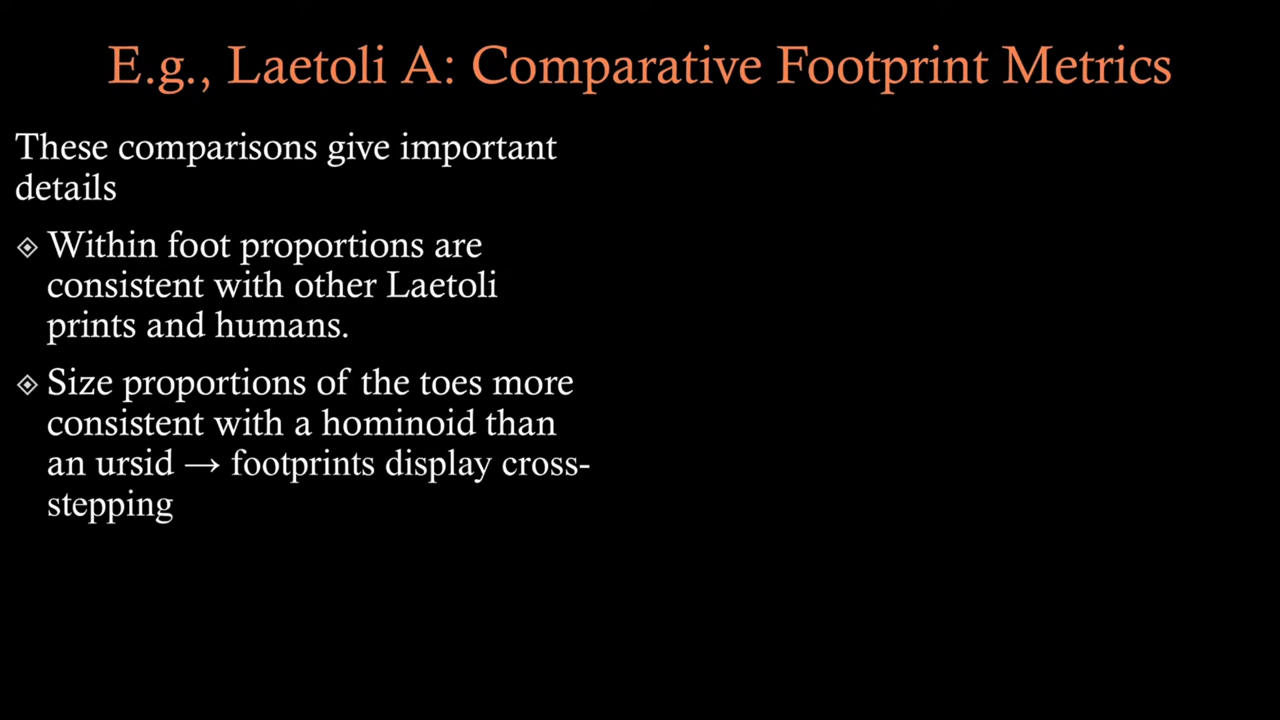 E.g., Laetoli A: Comparative Footprint Metrics
These comparisons give important
details
Within foot proportions are
consistent with other Laetoli
prints and humans.
Size proportions of the toes more
consistent with a hominoid than
an ursid → footprints display cross-
stepping